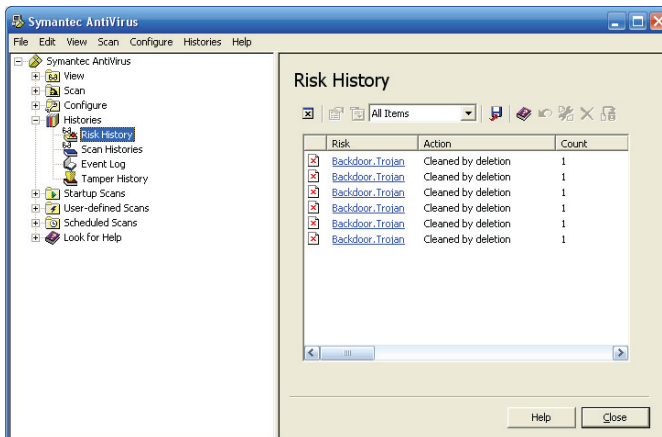 Symantec AntiVirus
File Edit View Scan Configure Histories Help
Symantec AntiVirus
View
Scan
Configure
Histories
Risk History
Scan Histories
Event Log
Tamper History
Startup Scans
User-defined Scans
Scheduled Scans
Look for Help
Risk History
All Items
Risk Action Count
Backdoor.Trojan Cleaned by deletion 1
Backdoor.Trojan Cleaned by deletion 1
Backdoor.Trojan Cleaned by deletion 1
Backdoor.Trojan Cleaned by deletion 1
Backdoor.Trojan Cleaned by deletion 1
Backdoor.Trojan Cleaned by deletion 1
Help Close